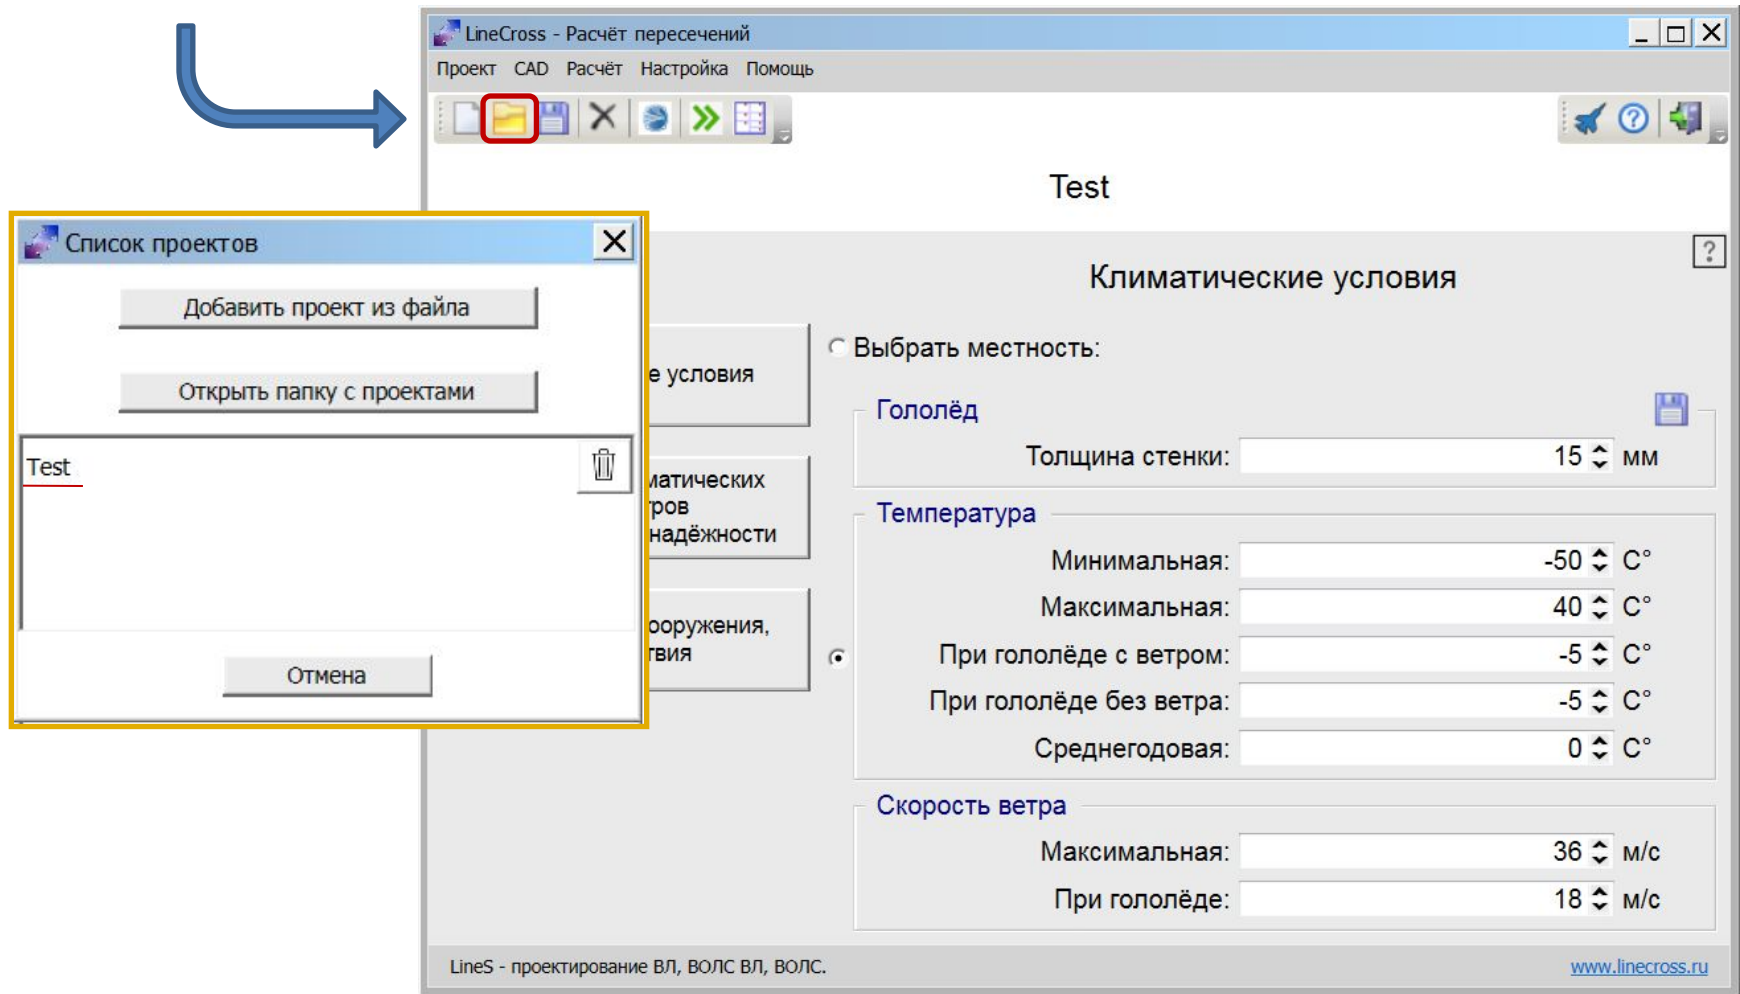 LineCross - Расчёт пересечений
Проект CAD Расчёт Настройка Помощь
Test
Список проектов
Добавить проект из файла
Открыть папку с проектами
Test
Отмена
е условия
матических
ров
надёжности
ооружения,
твия
Климатические условия
?
Выбрать местность:
Гололёд
Толщина стенки: 15 мм
Температура
Минимальная: -50 С°
Максимальная: 40 С°
При гололёде с ветром: -5 С°
При гололёде без ветра: -5 С°
Среднегодовая: 0 С°
Скорость ветра
Максимальная: 36 м/с
При гололёде: 18 м/с
LineS - проектирование ВЛ, ВОЛС ВЛ, ВОЛС. www.linecross.ru